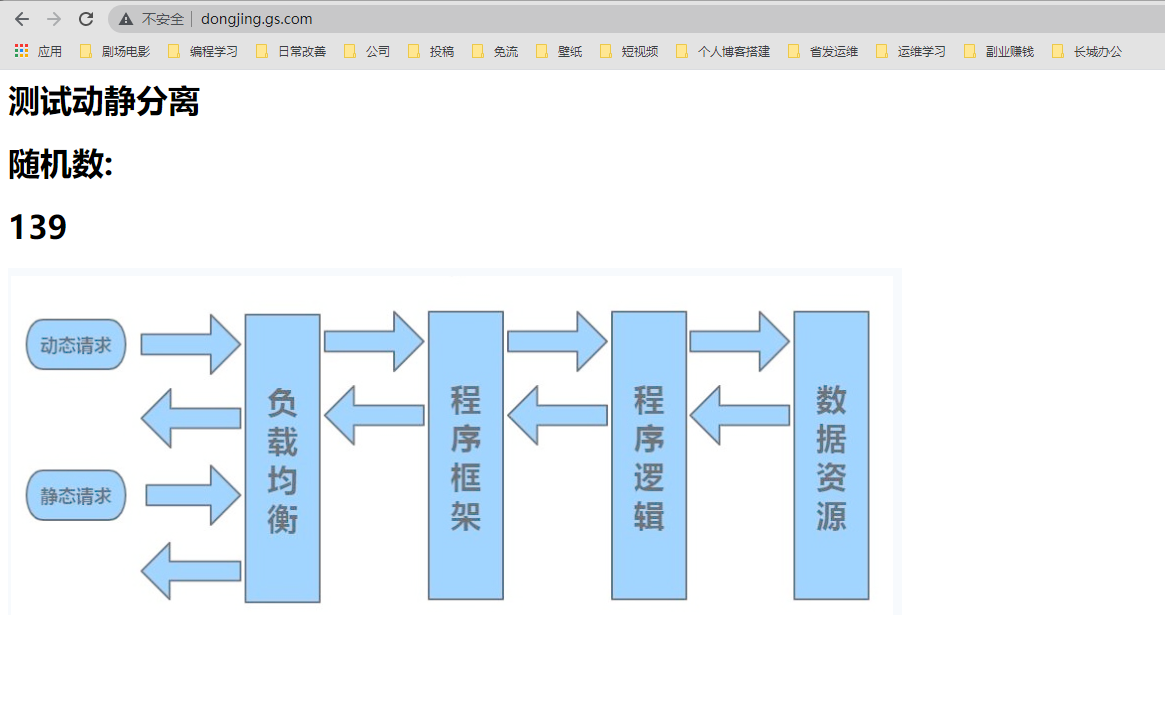 不安全 dongjing.gs.com
应用 剧场电影 编程学习 日常改善 公司 投稿 免流 壁纸 短视频 个人博客搭建 省发运维 运维学习 副业赚钱 长城办公
测试动静分离
随机数:
139
动态请求
静态请求
负载均衡
程序框架
程序逻辑
数据资源